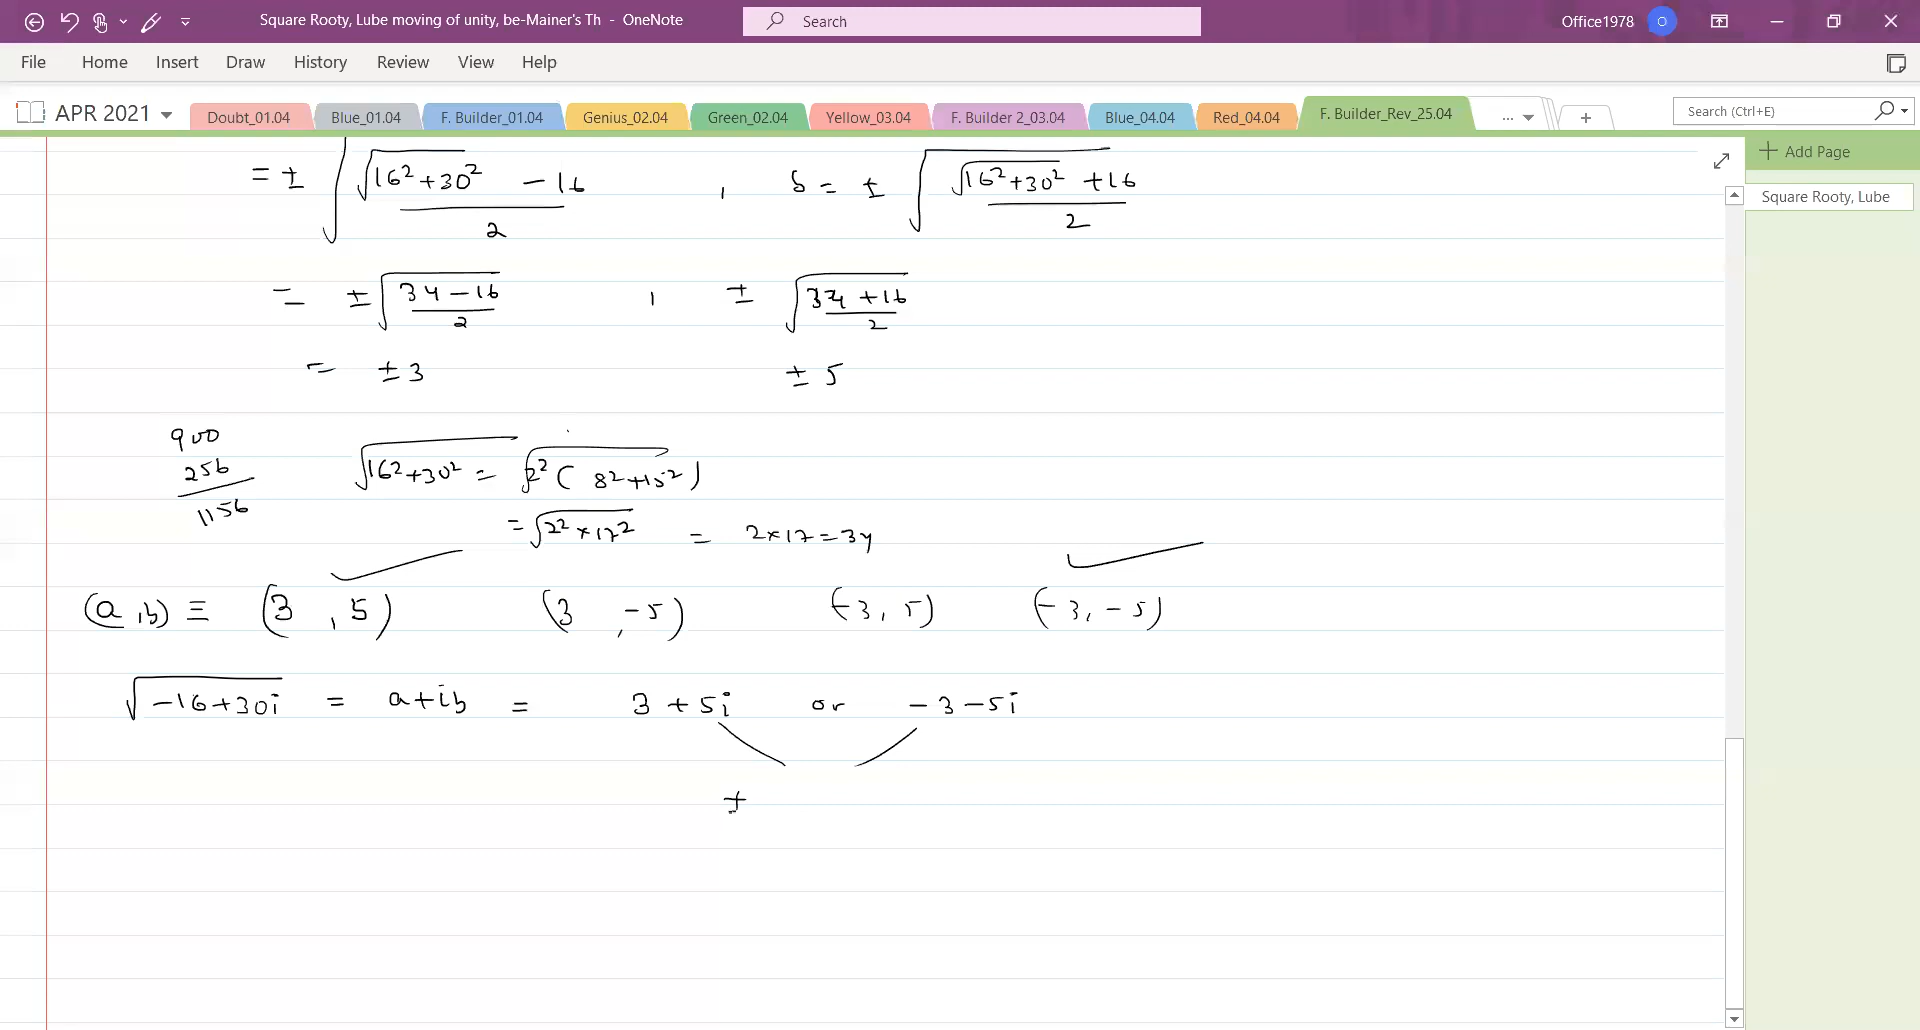 Square Rooty, Lube moving of unity, be-Mainer's Th - OneNote
Search
Office1978
O
File Home Insert Draw History Review View Help
APR 2021
Doubt_01.04 Blue_01.04 F. Builder_01.04 Genius_02.04 Green_02.04 Yellow_03.04 F. Builder 2_03.04 Blue_04.04 Red_04.04 F. Builder_Rev_25.04 ... +
Search (Ctrl+E)
+ Add Page
Square Rooty, Lube
= ± √((√(16²+30²) - 16)/2) , b = ± √((√(16²+30²) + 16)/2)
= ± √((34-16)/2) , ± √((34+16)/2)
= ±3 ±5
900
256
1156
√(16²+30²) = √(2²(8²+15²))
= √(2²×17²) = 2×17=34
(a,b) ≡ (3,5) (3,-5) (-3,5) (-3,-5)
√(-16+30i) = a+ib = 3+5i or -3-5i
±